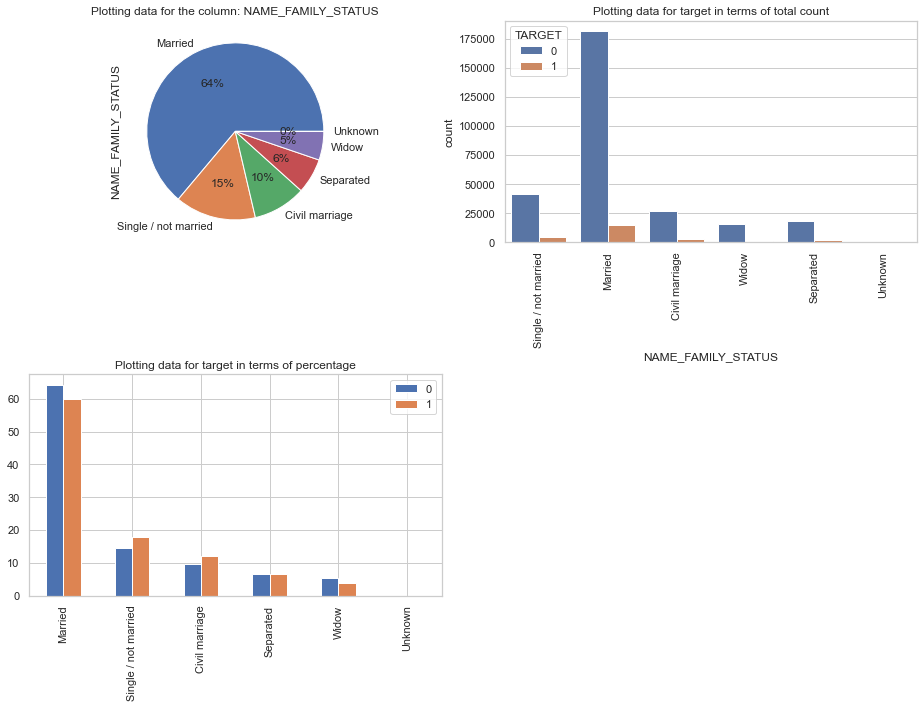 Plotting data for the column: NAME_FAMILY_STATUS
NAME_FAMILY_STATUS
Married
64%
0%
Unknown
5%
Widow
6%
Separated
10%
Civil marriage
15%
Single / not married
Plotting data for target in terms of total count
TARGET
0
1
count
175000
150000
125000
100000
75000
50000
25000
0
Single / not married
Married
Civil marriage
Widow
Separated
Unknown
NAME_FAMILY_STATUS
Plotting data for target in terms of percentage
0
1
60
50
40
30
20
10
0
Married
Single / not married
Civil marriage
Separated
Widow
Unknown